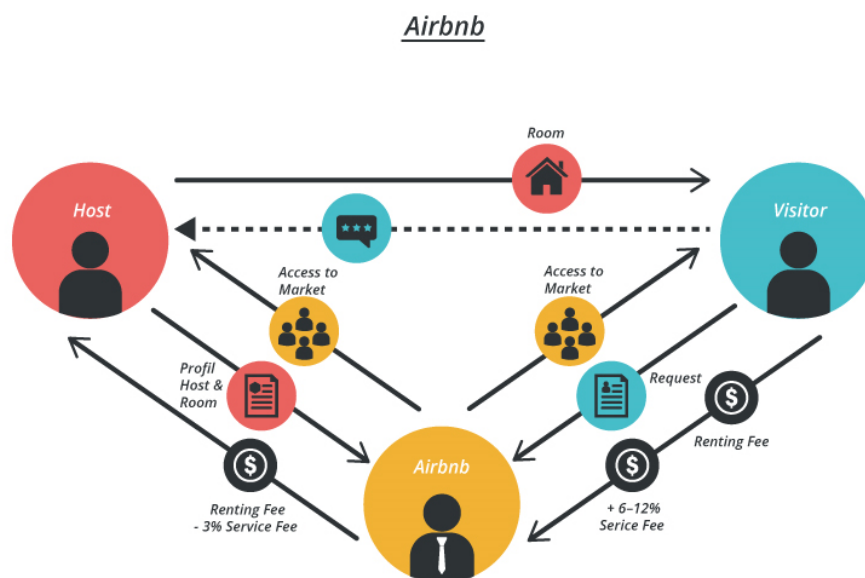 Airbnb
Room
Host
Visitor
Access to
Market
Access to
Market
Profil
Host &
Room
Request
Renting Fee
Airbnb
Renting Fee
- 3% Service Fee
+ 6–12%
Serice Fee